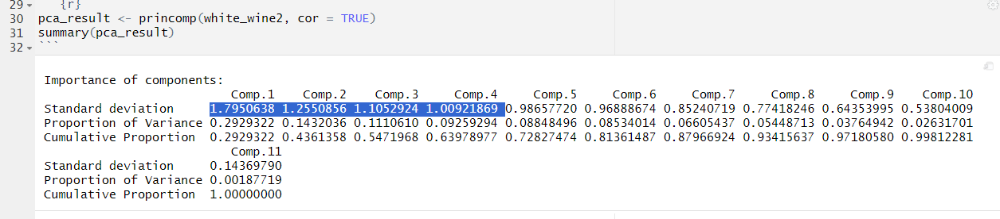 29 {r}
30 pca_result <- princomp(white_wine2, cor = TRUE)
31 summary(pca_result)
32 ```
Importance of components:
Comp.1 Comp.2 Comp.3 Comp.4 Comp.5 Comp.6 Comp.7 Comp.8 Comp.9 Comp.10
Standard deviation 1.7950638 1.2550856 1.1052924 1.00921869 0.98657720 0.96888674 0.85240719 0.77418246 0.64353995 0.53804009
Proportion of Variance 0.2929322 0.1432036 0.1110610 0.09259294 0.08848496 0.08534014 0.06605437 0.05448713 0.03764942 0.02631701
Cumulative Proportion 0.2929322 0.4361358 0.5471968 0.63978977 0.72827474 0.81361487 0.87966924 0.93415637 0.97180580 0.99812281
Comp.11
Standard deviation 0.14369790
Proportion of Variance 0.00187719
Cumulative Proportion 1.00000000